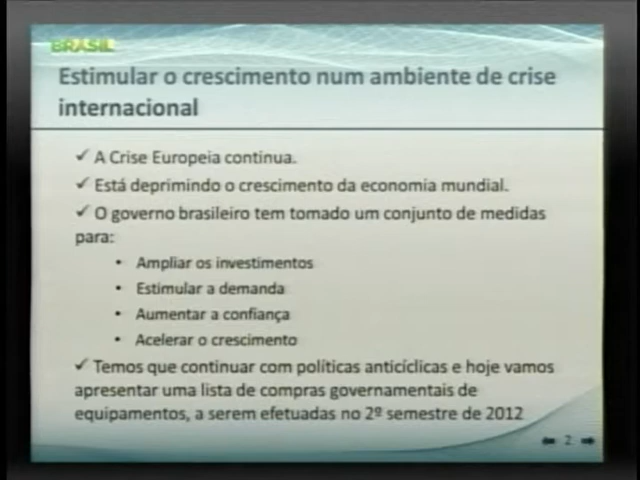 BRASIL
Estimular o crescimento num ambiente de crise
internacional
✓ A Crise Europeia continua.
✓ Está deprimindo o crescimento da economia mundial.
✓ O governo brasileiro tem tomado um conjunto de medidas
para:
• Ampliar os investimentos
• Estimular a demanda
• Aumentar a confiança
• Acelerar o crescimento
✓ Temos que continuar com políticas anticíclicas e hoje vamos
apresentar uma lista de compras governamentais de
equipamentos, a serem efetuadas no 2º semestre de 2012
2